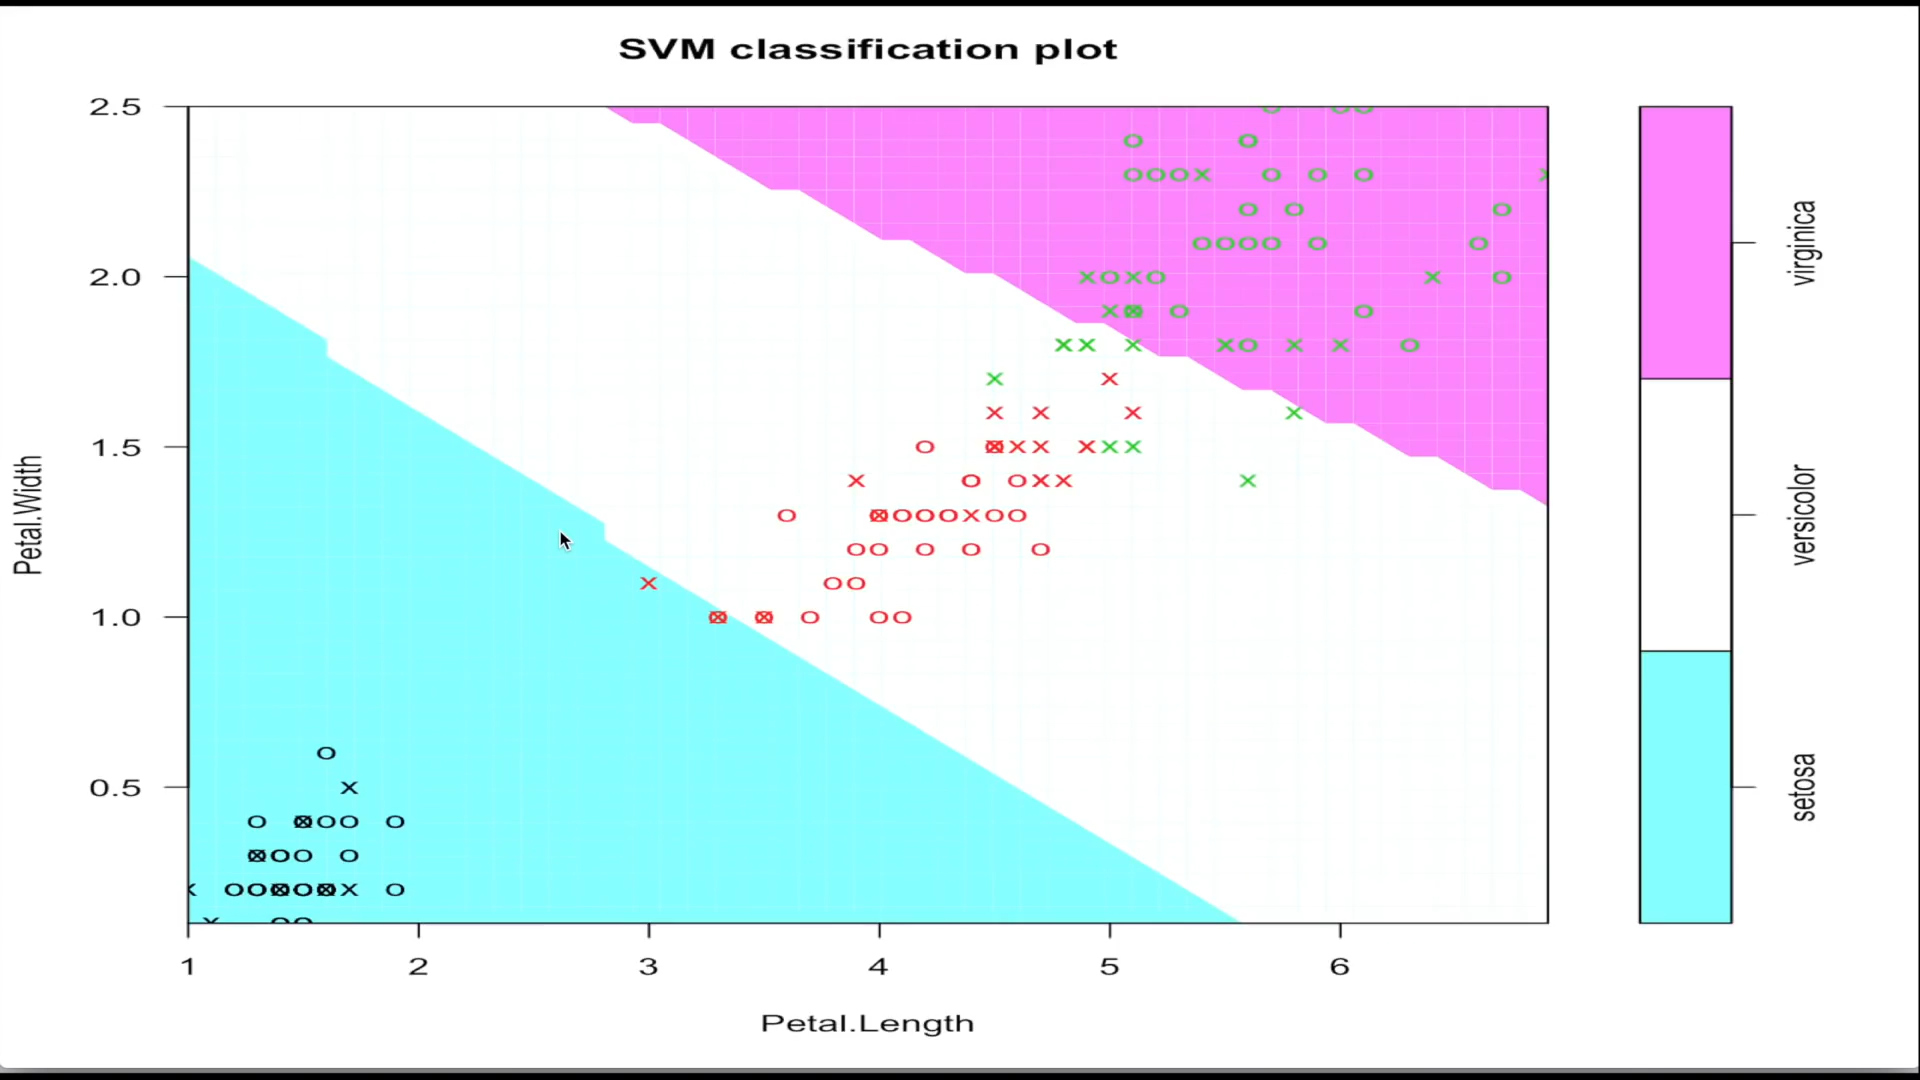 SVM classification plot
2.5
2.0
1.5
1.0
0.5
Petal.Width
1 2 3 4 5 6
Petal.Length
virginica
versicolor
setosa